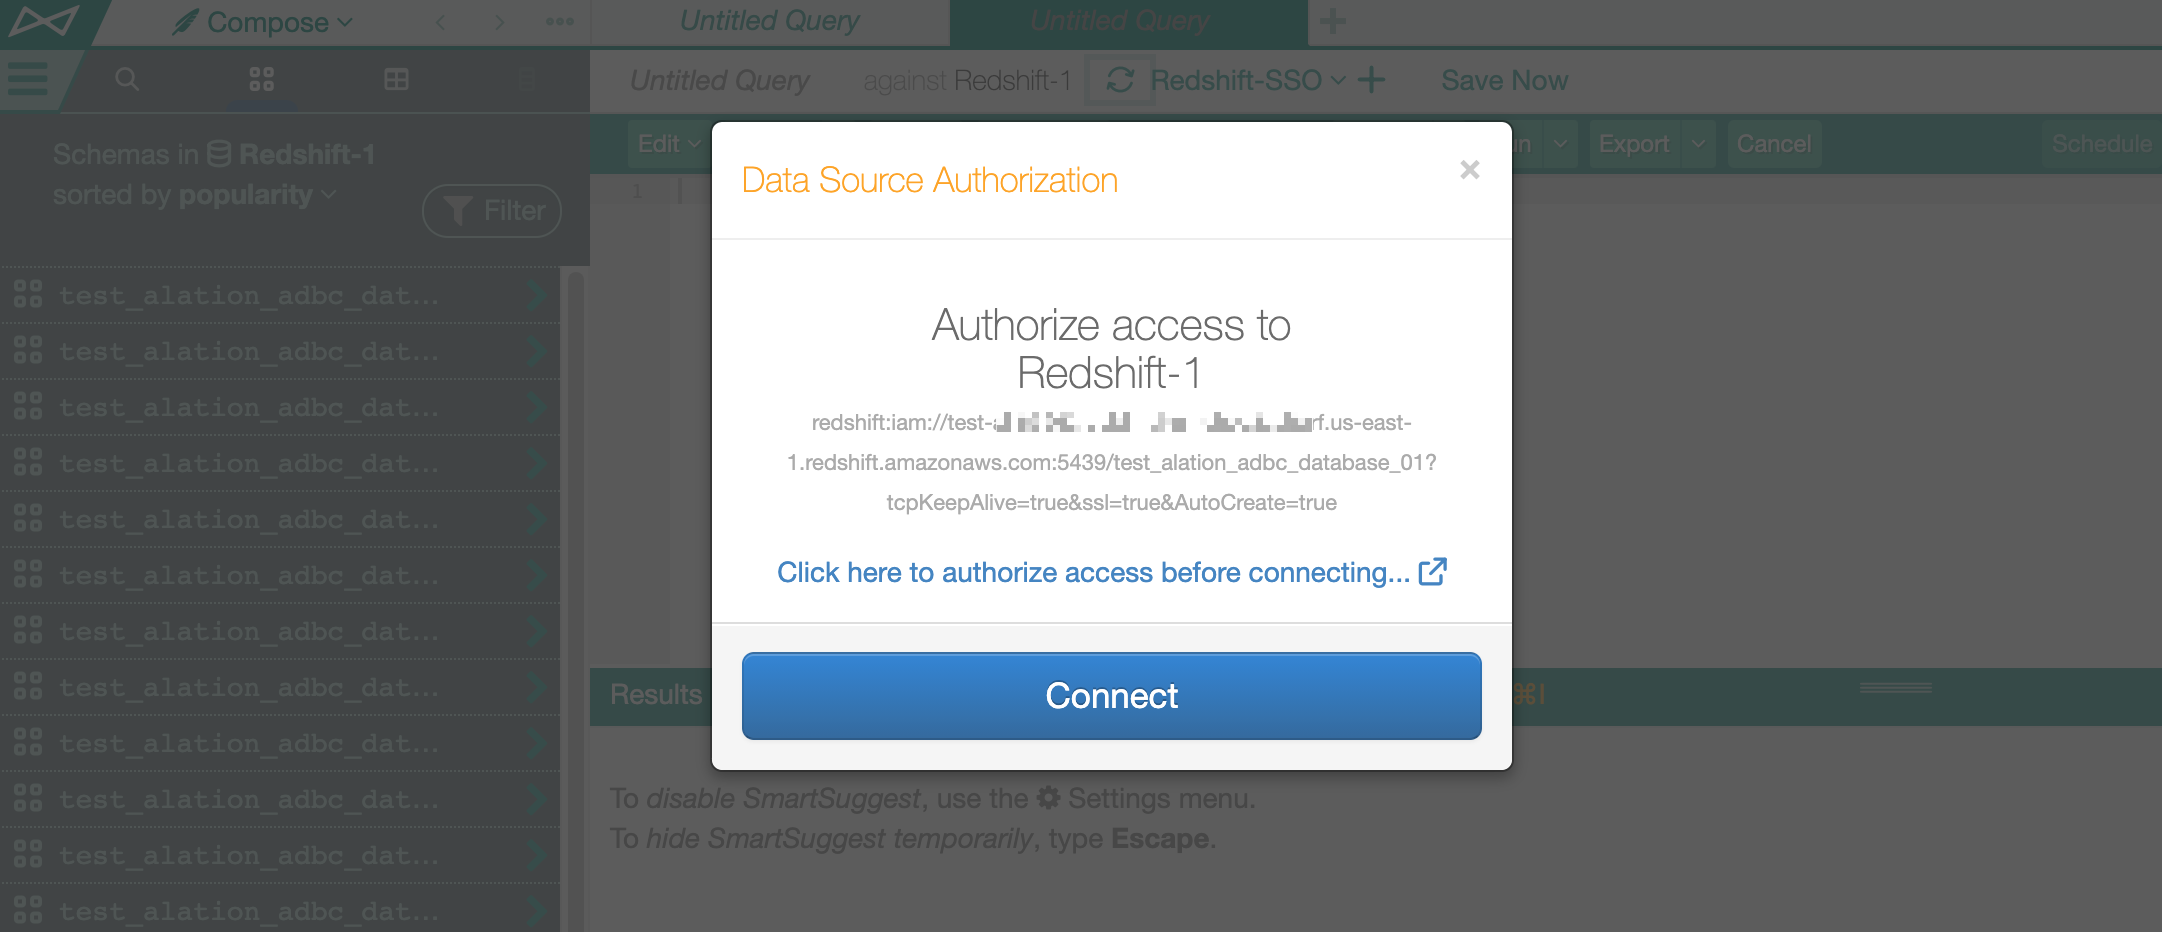 Compose
Untitled Query
Untitled Query
Untitled Query against Redshift-1 Redshift-SSO Save Now
Schemas in Redshift-1
sorted by popularity
Filter
Edit
Export
Cancel
Schedule
1
test_alation_adbc_dat...
test_alation_adbc_dat...
test_alation_adbc_dat...
test_alation_adbc_dat...
test_alation_adbc_dat...
test_alation_adbc_dat...
test_alation_adbc_dat...
test_alation_adbc_dat...
test_alation_adbc_dat...
test_alation_adbc_dat...
test_alation_adbc_dat...
test_alation_adbc_dat...
Data Source Authorization
×
Authorize access to
Redshift-1
redshift:iam://test- rf.us-east-
1.redshift.amazonaws.com:5439/test_alation_adbc_database_01?
tcpKeepAlive=true&ssl=true&AutoCreate=true
Click here to authorize access before connecting...
Connect
Results
⌘I
To disable SmartSuggest, use the Settings menu.
To hide SmartSuggest temporarily, type Escape.